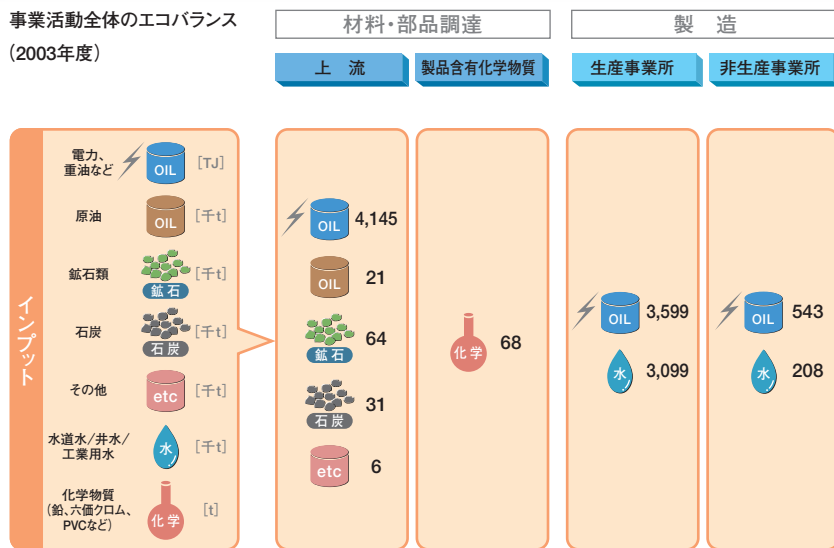 事業活動全体のエコバランス
(2003年度)
材料・部品調達
製 造
上 流
製品含有化学物質
生産事業所
非生産事業所
インプット
電力、
重油など
OIL
[TJ]
原油
OIL
[千t]
鉱石類
鉱石
[千t]
石炭
石炭
[千t]
その他
etc
[千t]
水道水/井水/
工業用水
水
[千t]
化学物質
(鉛、六価クロム、
PVCなど)
化学
[t]
OIL 4,145
OIL 21
鉱石 64
石炭 31
etc 6
化学 68
OIL 3,599
水 3,099
OIL 543
水 208